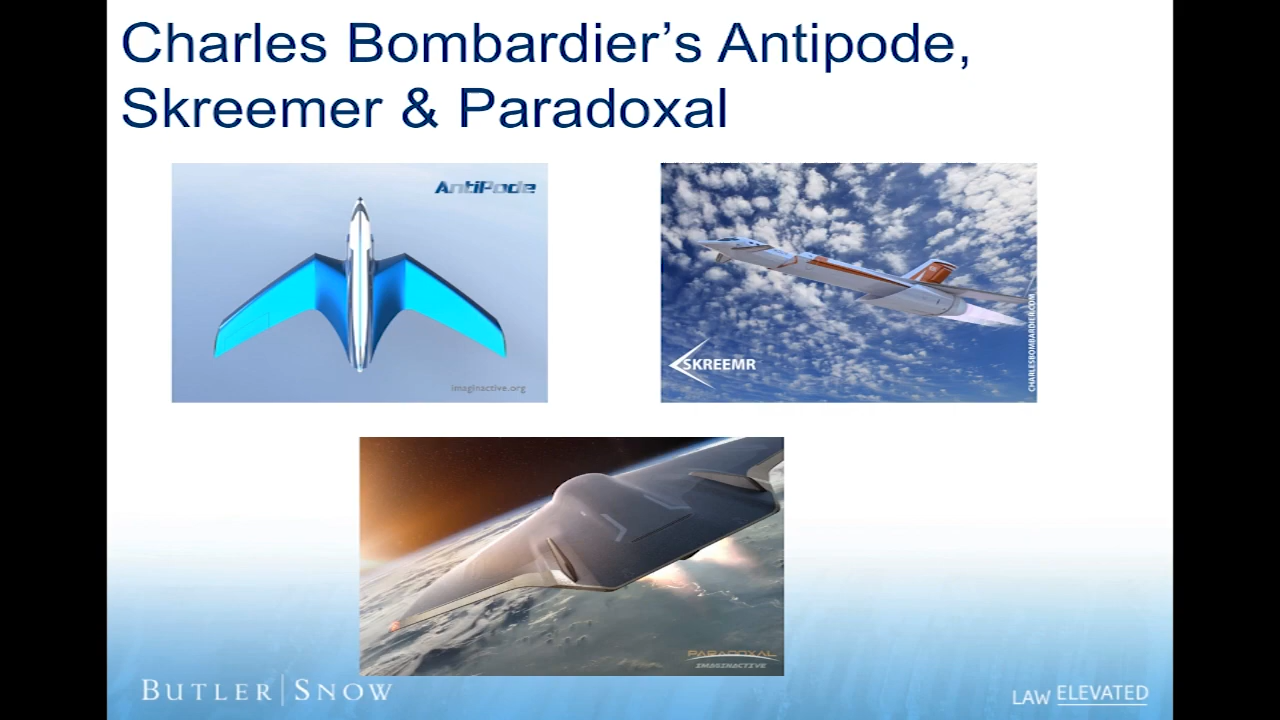 Charles Bombardier’s Antipode,
Skreemer & Paradoxal
AntiPode
imaginactive.org
SKREEMR
CHARLESBOMBARDIER.COM
PARADOXAL
IMAGINACTIVE
BUTLER | SNOW
LAW ELEVATED